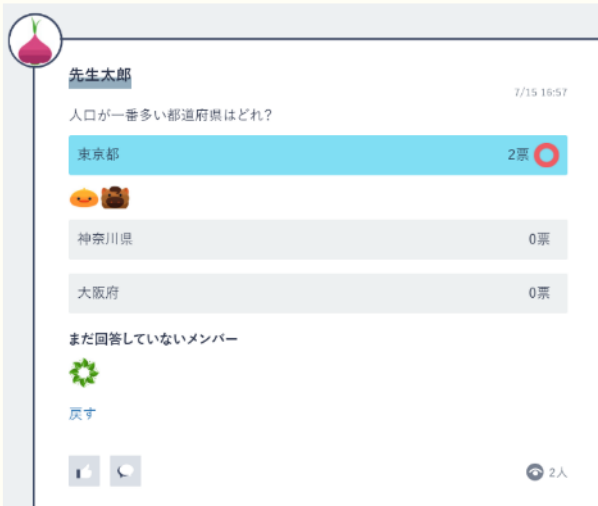 先生太郎
7/15 16:57
人口が一番多い都道府県はどれ?
東京都 2票
神奈川県 0票
大阪府 0票
まだ回答していないメンバー
戻す
2人